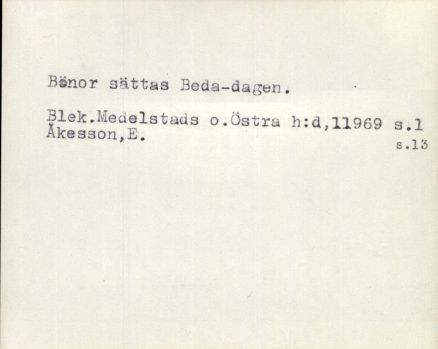 Bönor sättas Beda-dagen.
Blek.Medelstads o.Östra h:d,11969 s.1
Åkesson,E.
s.13